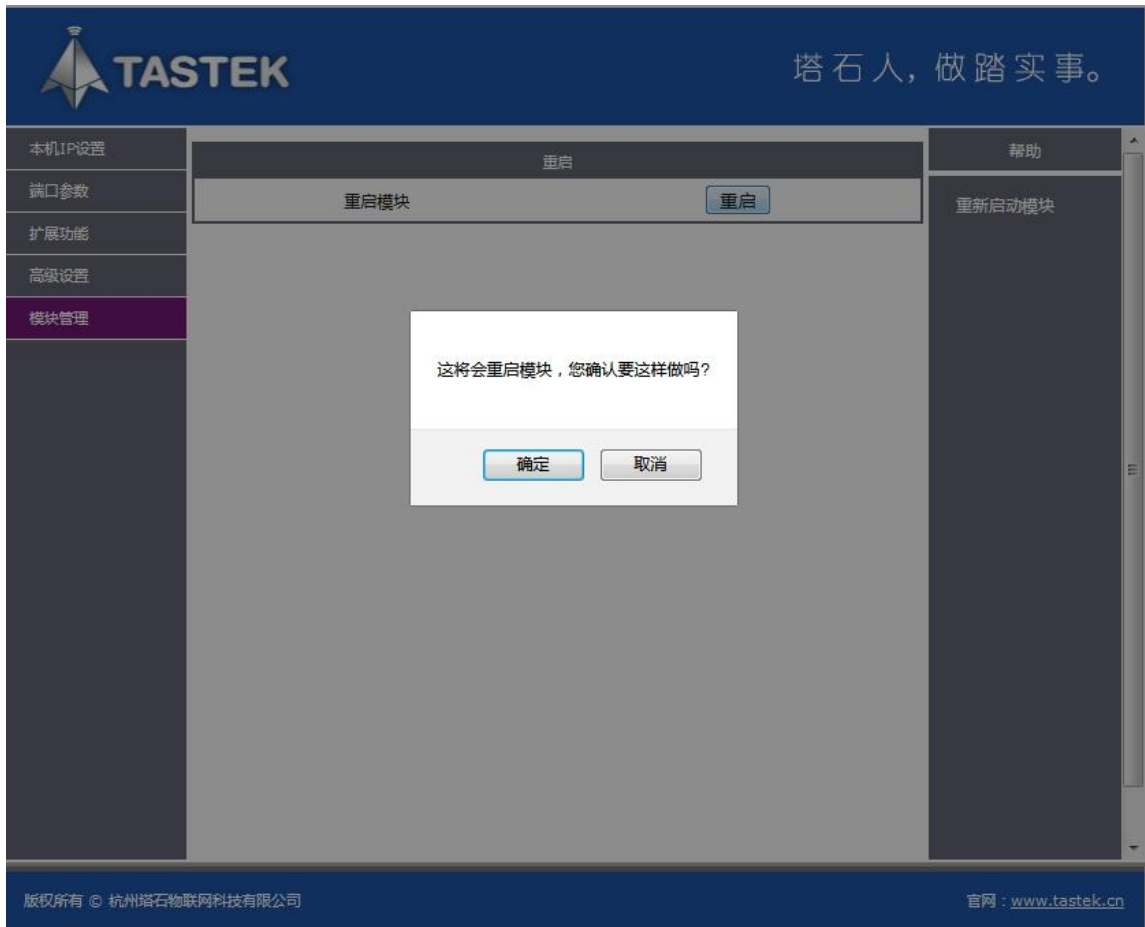 TASTEK
塔石人，做踏实事。
本机IP设置
端口参数
扩展功能
高级设置
模块管理
重启
重启模块
重启
帮助
重新启动模块
这将会重启模块，您确认要这样做吗?
确定
取消
版权所有 © 杭州塔石物联网科技有限公司
官网：www.tastek.cn